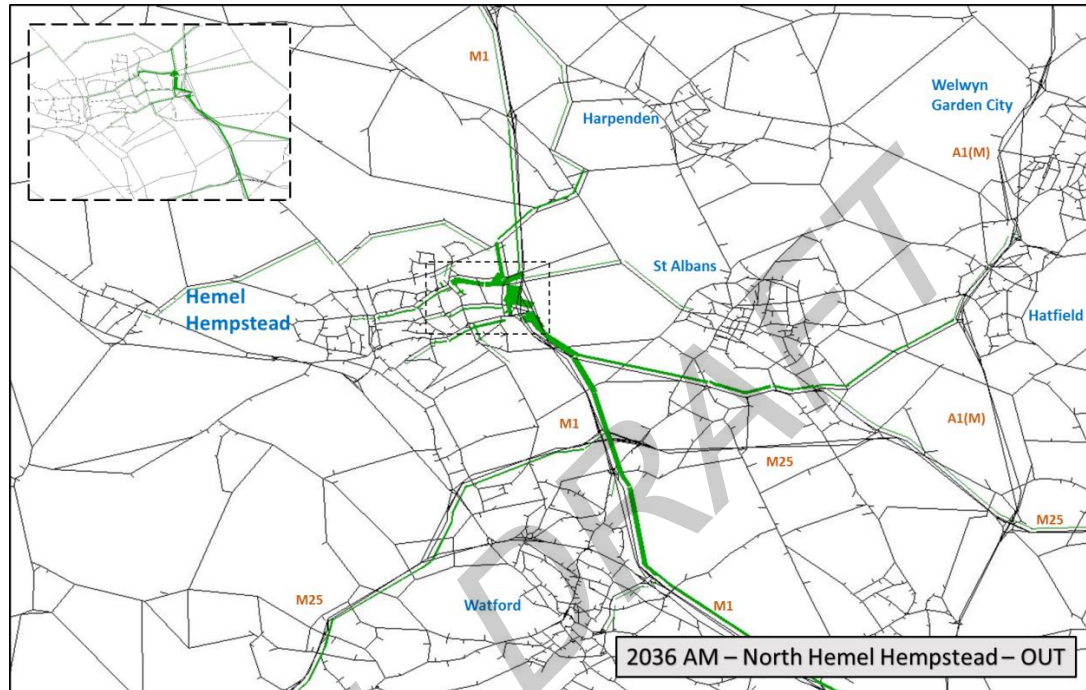 M1
Harpenden
Welwyn
Garden City
A1(M)
St Albans
Hemel
Hempstead
Hatfield
M1
A1(M)
M25
M25
M25
Watford
M1
DRAFT
2036 AM – North Hemel Hempstead – OUT